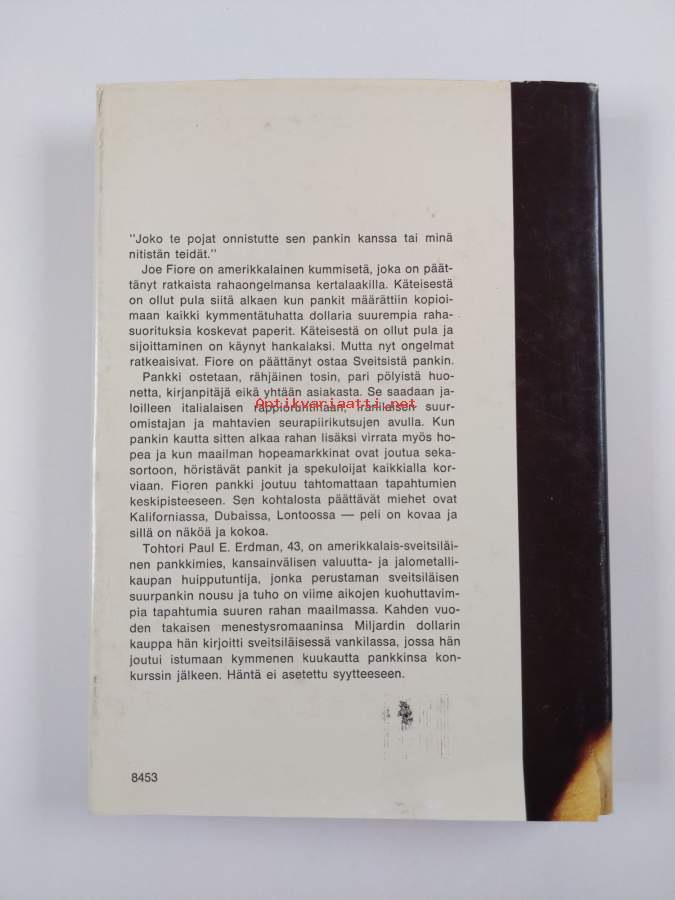 "Joko te pojat onnistutte sen pankin kanssa tai minä
nitistän teidät."
Joe Fiore on amerikkalainen kummisetä, joka on päät-
tänyt ratkaista rahaongelmansa kertalaakilla. Käteisestä
on ollut pula siitä alkaen kun pankit määrättiin kopioi-
maan kaikki kymmentätuhatta dollaria suurempia raha-
suorituksia koskevat paperit. Käteisestä on ollut pula ja
sijoittaminen on käynyt hankalaksi. Mutta nyt ongelmat
ratkeaisivat. Fiore on päättänyt ostaa Sveitsistä pankin.
Pankki ostetaan, rähjäinen tosin, pari pölyistä huo-
netta, kirjanpitäjä eikä yhtään asiakasta. Se saadaan ja-
Antikvariaatti.net
loilleen italialaisen rappioruhtinaan, iranilaisen suur-
omistajan ja mahtavien seurapiirikutsujen avulla. Kun
pankin kautta sitten alkaa rahan lisäksi virrata myös ho-
pea ja kun maailman hopeamarkkinat ovat joutua seka-
sortoon, höristävät pankit ja spekuloijat kaikkialla kor-
viaan. Fioren pankki joutuu tahtomattaan tapahtumien
keskipisteeseen. Sen kohtalosta päättävät miehet ovat
Kaliforniassa, Dubaissa, Lontoossa — peli on kovaa ja
sillä on näköä ja kokoa.
Tohtori Paul E. Erdman, 43, on amerikkalais-sveitsiläi-
nen pankkimies, kansainvälisen valuutta- ja jalometalli-
kaupan huipputuntija, jonka perustaman sveitsiläisen
suurpankin nousu ja tuho on viime aikojen kuohuttavim-
pia tapahtumia suuren rahan maailmassa. Kahden vuo-
den takaisen menestysromaaninsa Miljardin dollarin
kauppa hän kirjoitti sveitsiläisessä vankilassa, jossa hän
joutui istumaan kymmenen kuukautta pankkinsa kon-
kurssin jälkeen. Häntä ei asetettu syytteeseen.
8453